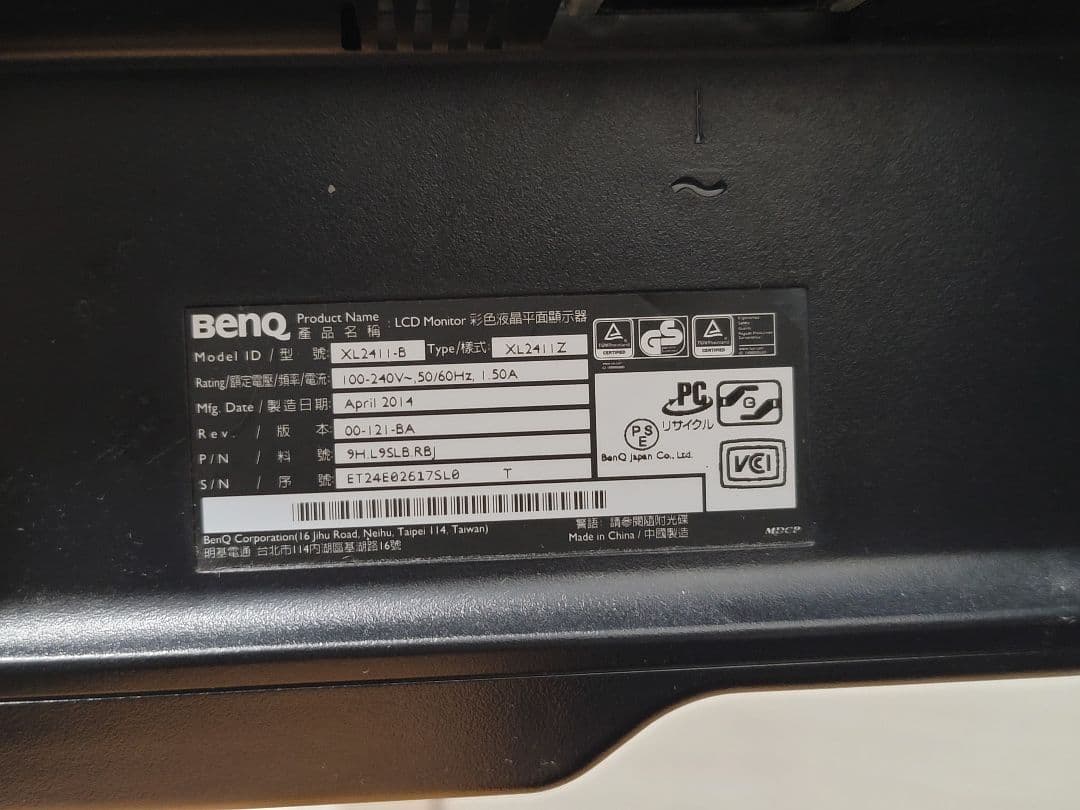 BenQ Product Name : LCD Monitor 彩色液晶平面顯示器
產品名稱
Model ID / 型 號: XL2411-B Type/樣式: XL2411Z
Rating/額定電壓/頻率/電流: 100-240V~,50/60Hz, 1.50A
Mfg. Date / 製造日期: April 2014
Rev. / 版 本: 00-121-BA
P/N / 料 號: 9H.L9SLB.RBJ
S/N / 序 號: ET24E02617SL0 T
PC
リサイクル
PS
E
BenQ Japan Co., Ltd.
G
VCCI
TÜVRheinland
CERTIFIED
GS
TÜVRheinland
CERTIFIED
BenQ Corporation(16 Jihu Road, Neihu, Taipei 114, Taiwan)
明基電通 台北市114內湖區基湖路16號
警語: 請參閱隨附光碟
Made in China / 中國製造
MDCP